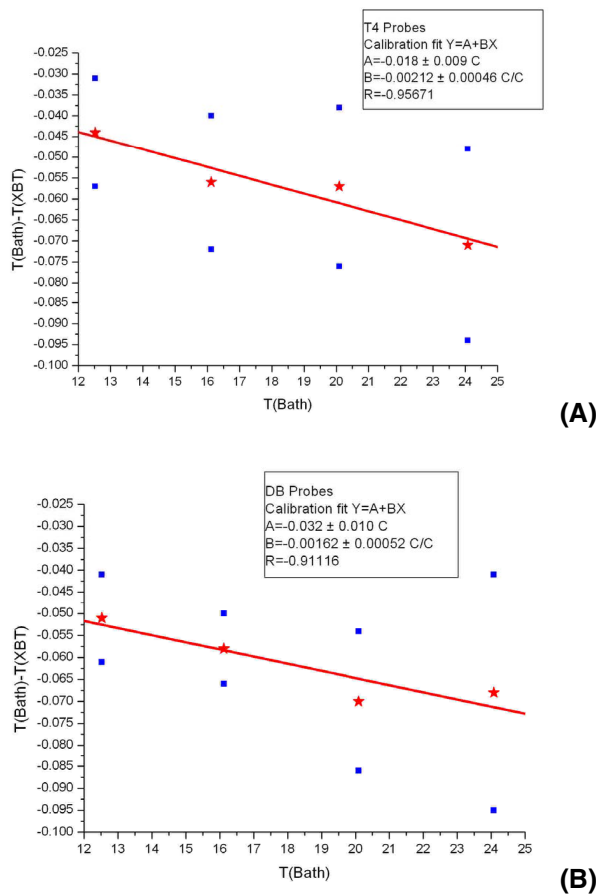 T4 Probes
Calibration fit Y=A+BX
A=-0.018 ± 0.009 C
B=-0.00212 ± 0.00046 C/C
R=-0.95671
-0.025
-0.030
-0.035
-0.040
-0.045
-0.050
-0.055
-0.060
-0.065
-0.070
-0.075
-0.080
-0.085
-0.090
-0.095
-0.100
T(Bath)-T(XBT)
12 13 14 15 16 17 18 19 20 21 22 23 24 25
T(Bath)
(A)
DB Probes
Calibration fit Y=A+BX
A=-0.032 ± 0.010 C
B=-0.00162 ± 0.00052 C/C
R=-0.91116
-0.025
-0.030
-0.035
-0.040
-0.045
-0.050
-0.055
-0.060
-0.065
-0.070
-0.075
-0.080
-0.085
-0.090
-0.095
-0.100
T(Bath)-T(XBT)
12 13 14 15 16 17 18 19 20 21 22 23 24 25
T(Bath)
(B)